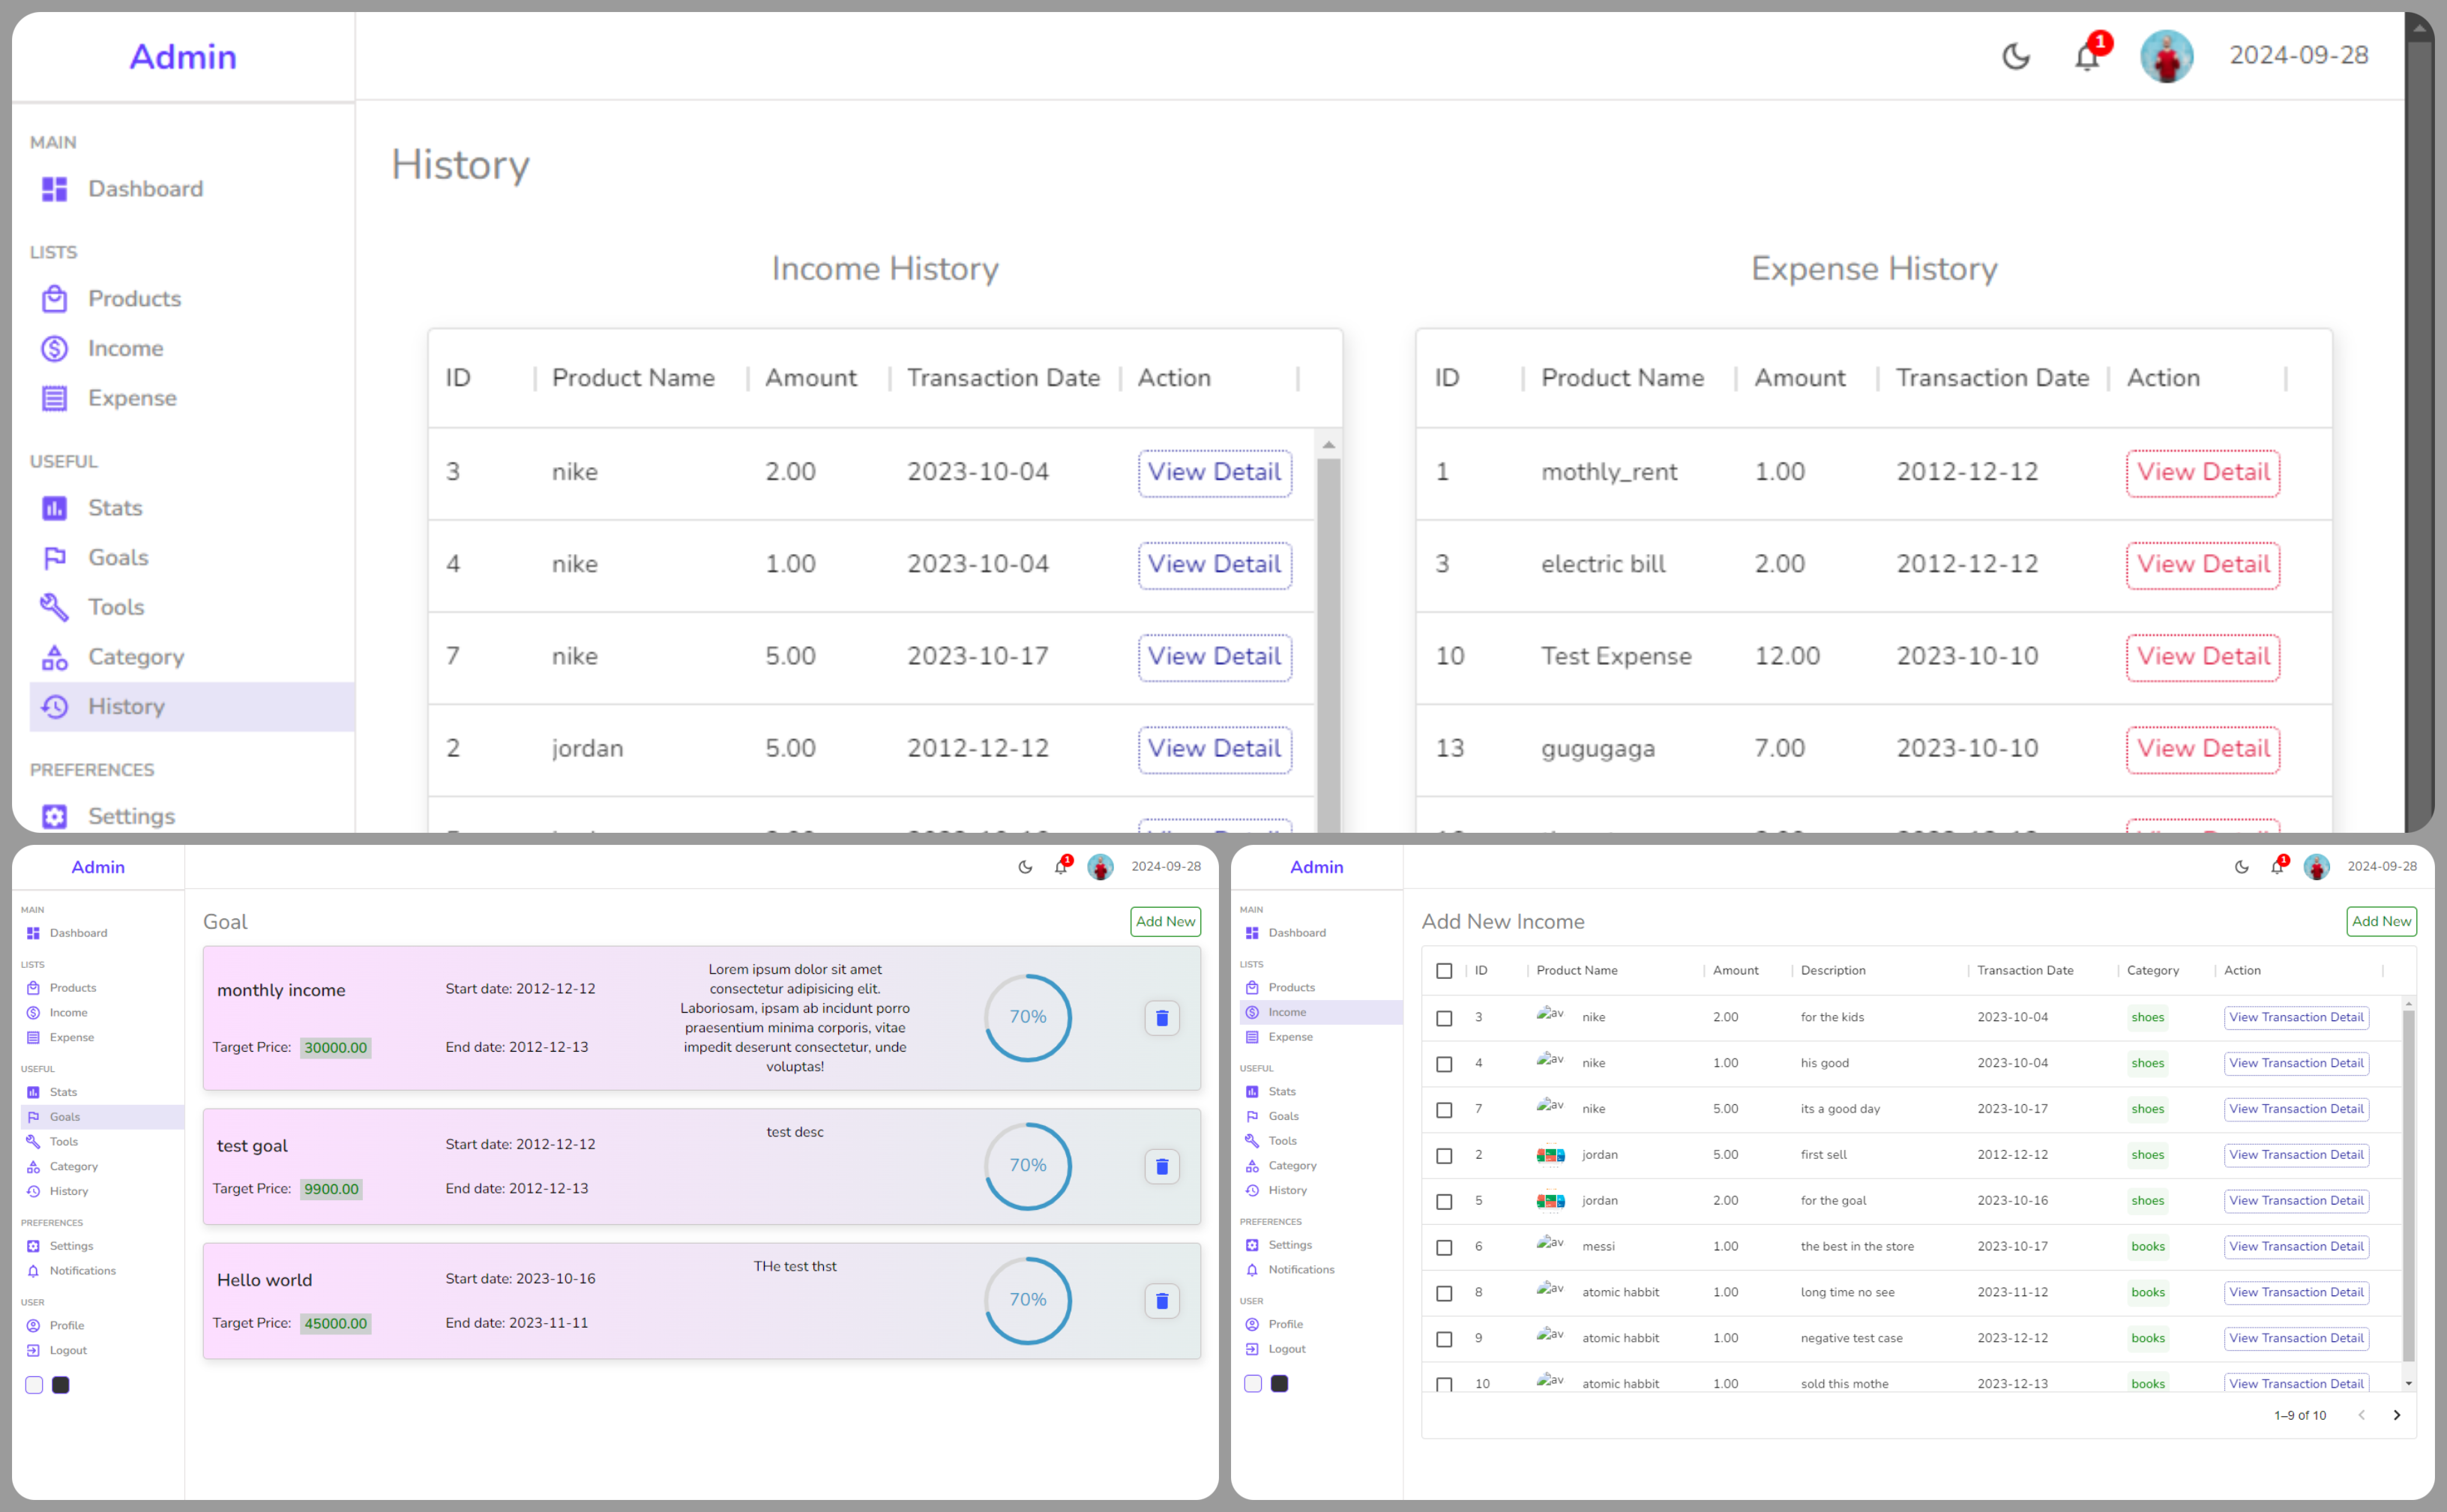 Admin
1
2024-09-28
MAIN
Dashboard
LISTS
Products
Income
Expense
USEFUL
Stats
Goals
Tools
Category
History
PREFERENCES
Settings
History
Income History
ID Product Name Amount Transaction Date Action
3 nike 2.00 2023-10-04 View Detail
4 nike 1.00 2023-10-04 View Detail
7 nike 5.00 2023-10-17 View Detail
2 jordan 5.00 2012-12-12 View Detail
Expense History
ID Product Name Amount Transaction Date Action
1 mothly_rent 1.00 2012-12-12 View Detail
3 electric bill 2.00 2012-12-12 View Detail
10 Test Expense 12.00 2023-10-10 View Detail
13 gugugaga 7.00 2023-10-10 View Detail
Admin
1
2024-09-28
MAIN
Dashboard
LISTS
Products
Income
Expense
USEFUL
Stats
Goals
Tools
Category
History
PREFERENCES
Settings
Notifications
USER
Profile
Logout
Goal
Add New
monthly income
Target Price: 30000.00
Start date: 2012-12-12
End date: 2012-12-13
Lorem ipsum dolor sit amet
consectetur adipisicing elit.
Laboriosam, ipsam ab incidunt porro
praesentium minima corporis, vitae
impedit deserunt consectetur, unde
voluptas!
70%
test goal
Target Price: 9900.00
Start date: 2012-12-12
End date: 2012-12-13
test desc
70%
Hello world
Target Price: 45000.00
Start date: 2023-10-16
End date: 2023-11-11
THe test thst
70%
Admin
1
2024-09-28
MAIN
Dashboard
LISTS
Products
Income
Expense
USEFUL
Stats
Goals
Tools
Category
History
PREFERENCES
Settings
Notifications
USER
Profile
Logout
Add New Income
Add New
ID Product Name Amount Description Transaction Date Category Action
3 av nike 2.00 for the kids 2023-10-04 shoes View Transaction Detail
4 av nike 1.00 his good 2023-10-04 shoes View Transaction Detail
7 av nike 5.00 its a good day 2023-10-17 shoes View Transaction Detail
2 jordan 5.00 first sell 2012-12-12 shoes View Transaction Detail
5 jordan 2.00 for the goal 2023-10-16 shoes View Transaction Detail
6 av messi 1.00 the best in the store 2023-10-17 books View Transaction Detail
8 av atomic habbit 1.00 long time no see 2023-11-12 books View Transaction Detail
9 av atomic habbit 1.00 negative test case 2023-12-12 books View Transaction Detail
10 av atomic habbit 1.00 sold this mothe 2023-12-13 books View Transaction Detail
1–9 of 10